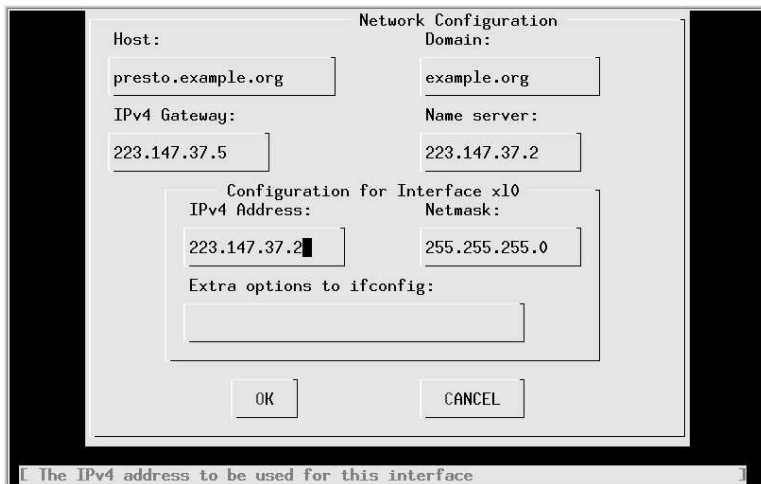 Network Configuration
Host: Domain:
presto.example.org example.org
IPv4 Gateway: Name server:
223.147.37.5 223.147.37.2
Configuration for Interface xl0
IPv4 Address: Netmask:
223.147.37.2 255.255.255.0
Extra options to ifconfig:
OK CANCEL
[ The IPv4 address to be used for this interface ]